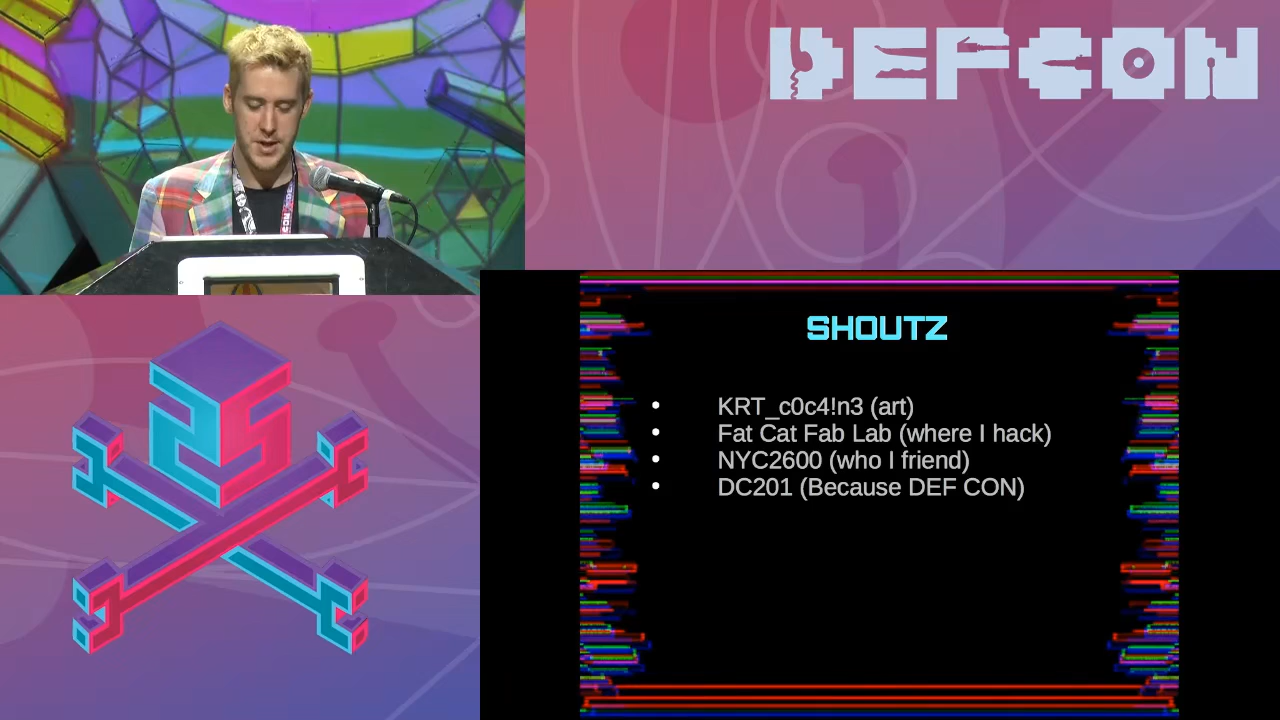 DEFCON
SHOUTZ
• KRT_c0c4!n3 (art)
• Fat Cat Fab Lab (where I hack)
• NYC2600 (who I friend)
• DC201 (Because DEF CON)